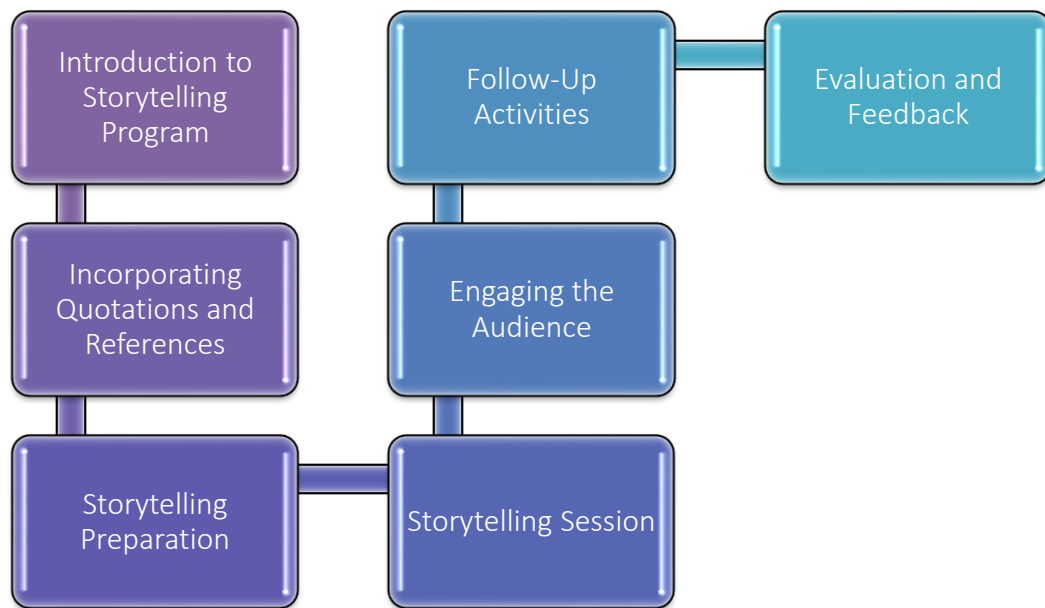 Introduction to
Storytelling
Program
Incorporating
Quotations and
References
Storytelling
Preparation
Storytelling Session
Engaging the
Audience
Follow-Up
Activities
Evaluation and
Feedback